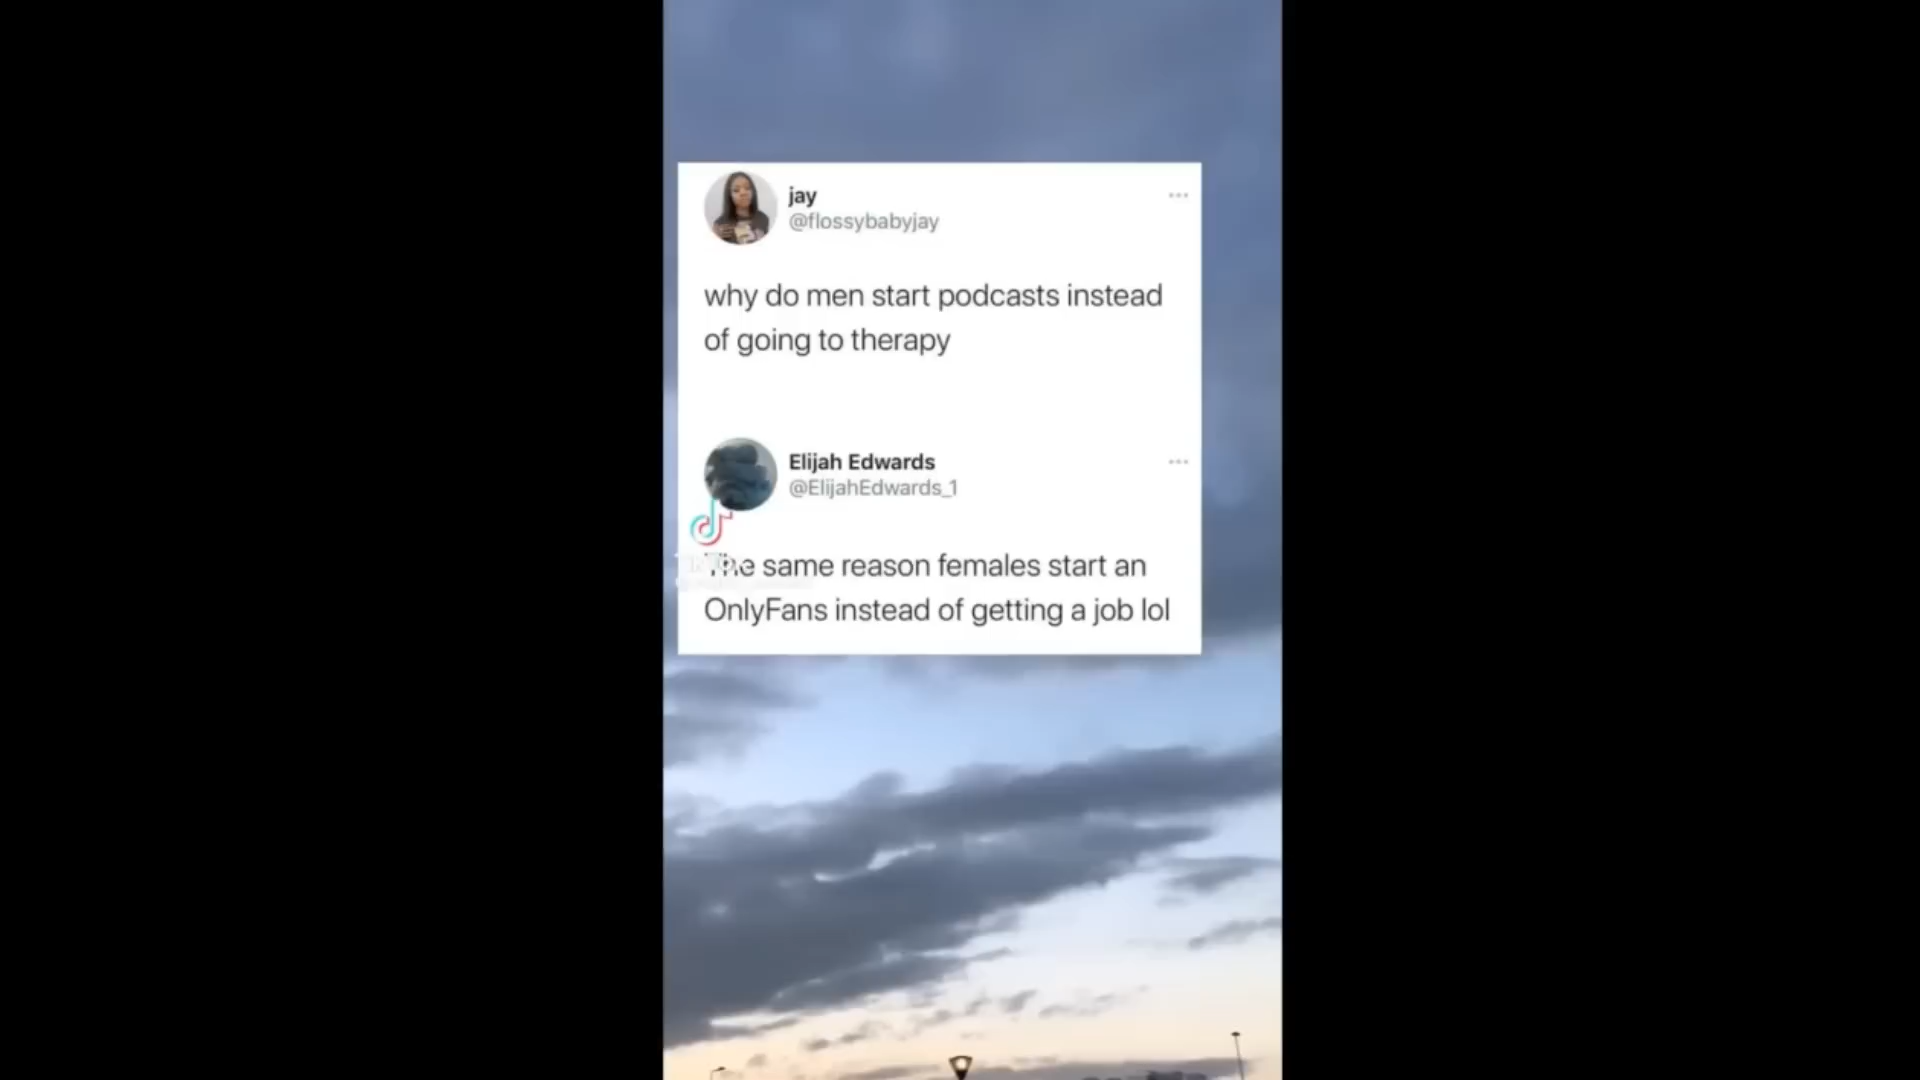 jay
@flossybabyjay
why do men start podcasts instead
of going to therapy
Elijah Edwards
@ElijahEdwards_1
The same reason females start an
OnlyFans instead of getting a job lol